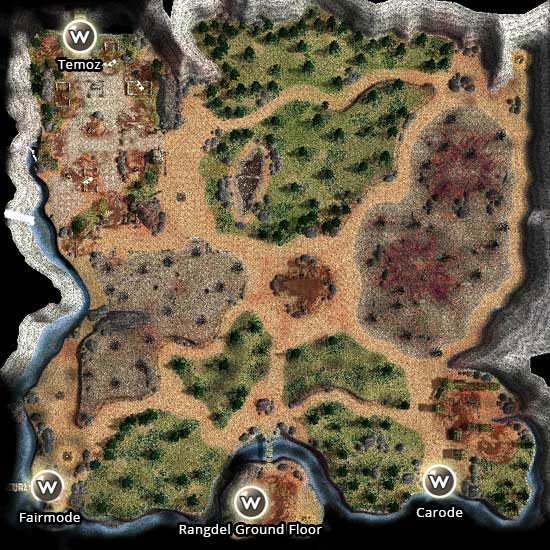 W
Temoz
W
Fairmode
W
Rangdel Ground Floor
W
Carode